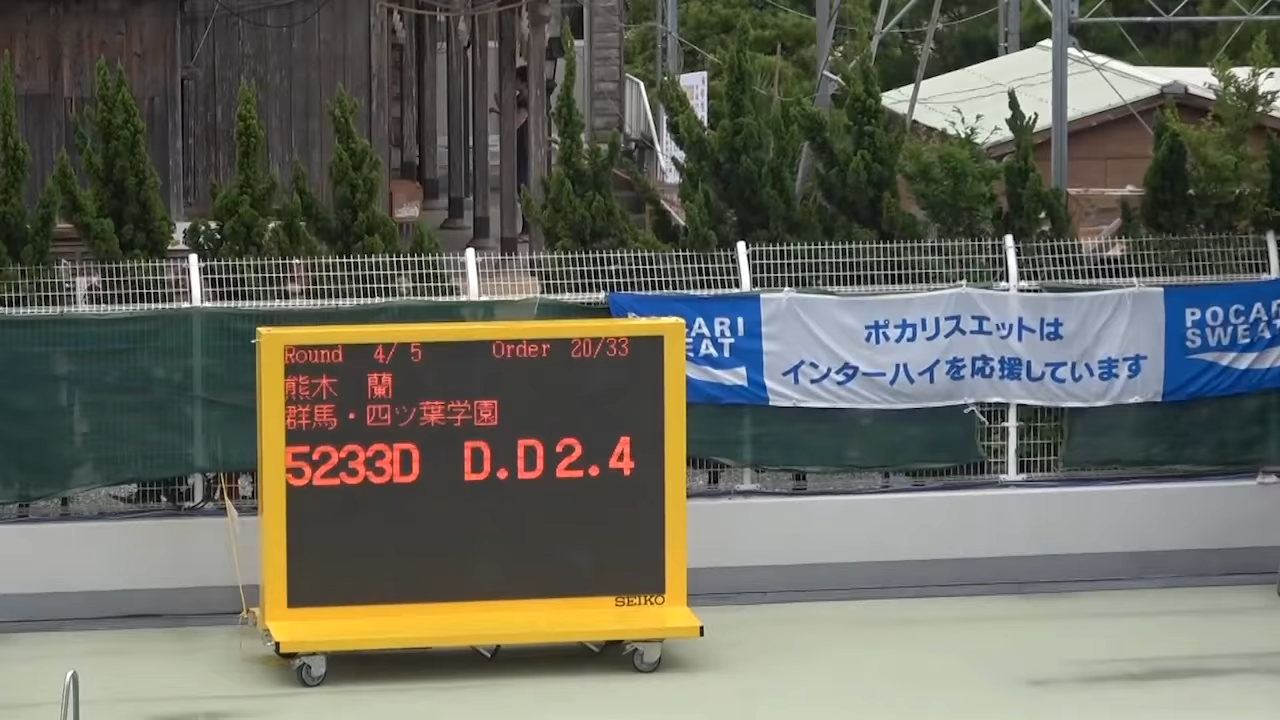 Round 4/ 5 Order 20/33
熊木 蘭
群馬・四ッ葉学園
5233D D.D 2.4
SEIKO
ポカリスエットは
インターハイを応援しています
POCARI
SWEAT